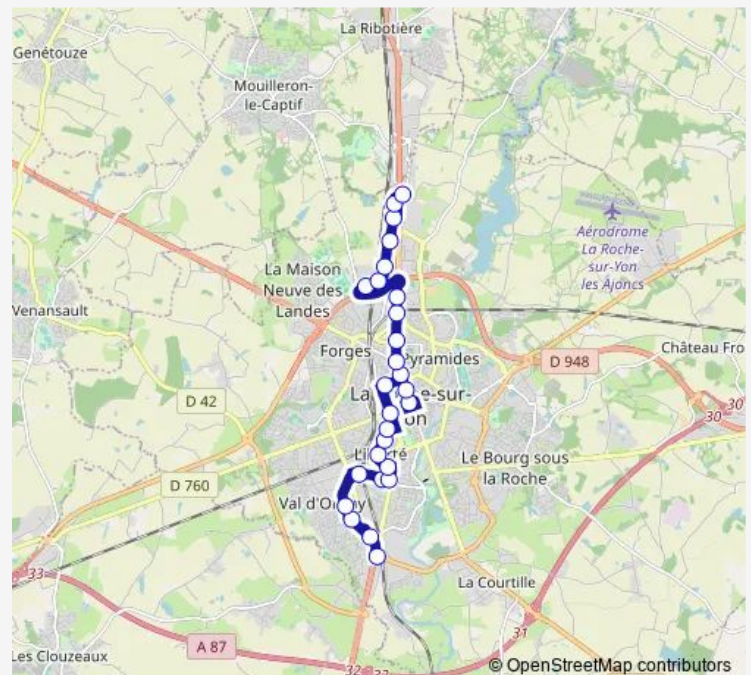 La Ribotière
Genétouze
Mouilleron-
le-Captif
Aérodrome
La Roche-
sur-Yon
les Ajoncs
La Maison
Neuve des
Landes
Venansault
Forges
Pyramides
Château Fro
D 948
D 42
30
30
Le Bourg sous
la Roche
D 760
Val d'O
La Courtille
33
31
A 87
Les Clouzeaux
32
© OpenStreetMap contributors